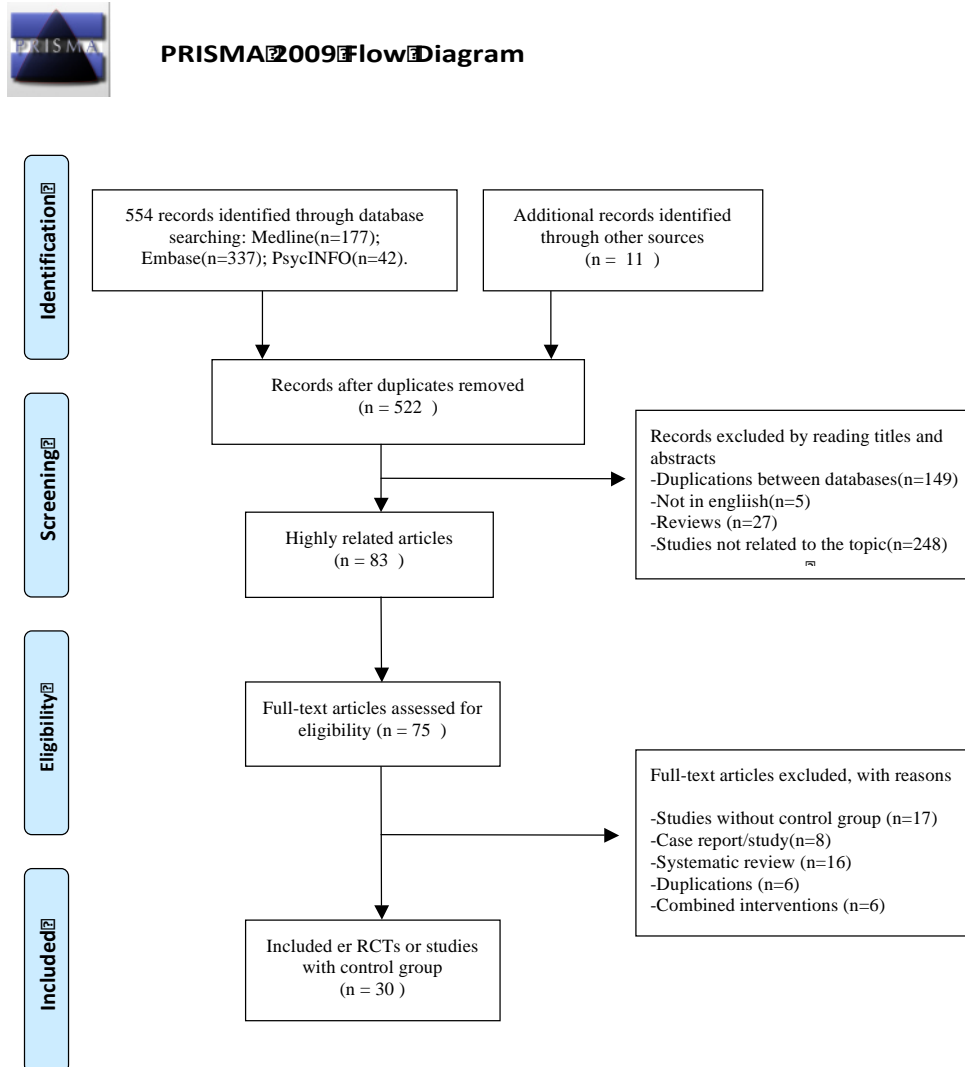 PRISMA
PRISMA 2009 Flow Diagram
Identification
554 records identified through database
searching: Medline(n=177);
Embase(n=337); PsycINFO(n=42).
Additional records identified
through other sources
(n = 11 )
Records after duplicates removed
(n = 522 )
Screening
Records excluded by reading titles and
abstracts
-Duplications between databases(n=149)
-Not in engliish(n=5)
-Reviews (n=27)
-Studies not related to the topic(n=248)
Highly related articles
(n = 83 )
Eligibility
Full-text articles assessed for
eligibility (n = 75 )
Full-text articles excluded, with reasons
-Studies without control group (n=17)
-Case report/study(n=8)
-Systematic review (n=16)
-Duplications (n=6)
-Combined interventions (n=6)
Included
Included er RCTs or studies
with control group
(n = 30 )